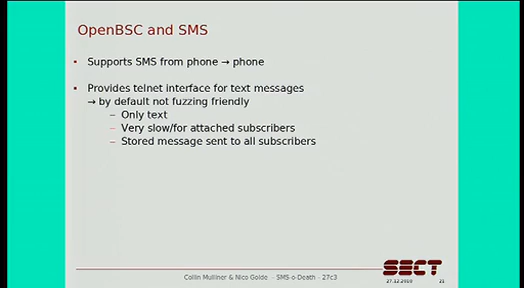 OpenBSC and SMS
• Supports SMS from phone → phone
• Provides telnet interface for text messages
→ by default not fuzzing friendly
– Only text
– Very slow/for attached subscribers
– Stored message sent to all subscribers
SECT
Collin Mulliner & Nico Golde - SMS-o-Death - 27c3
27.12.2010
21